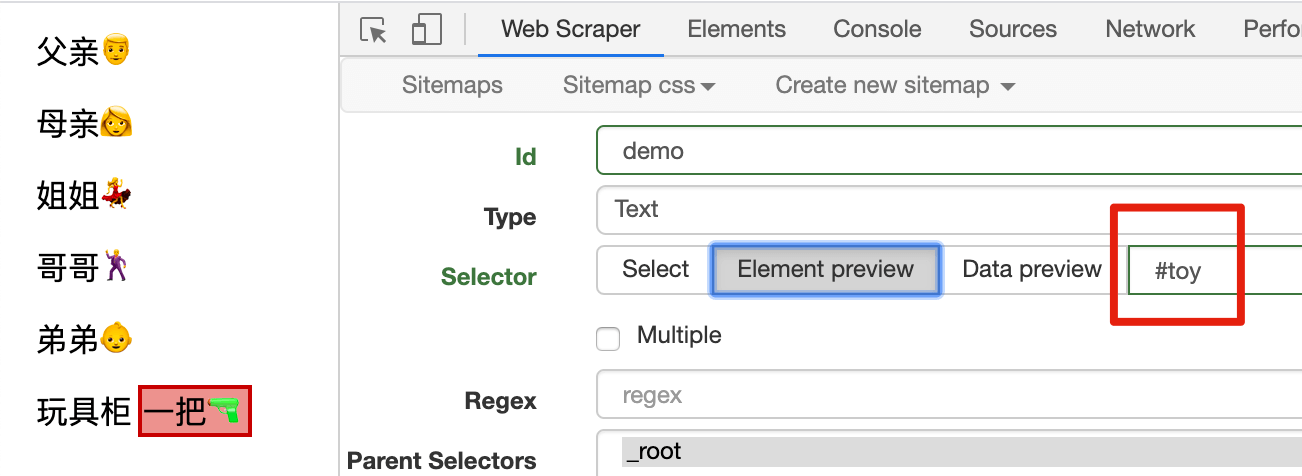 父亲👨
母亲👩
姐姐💃
哥哥🕺
弟弟👶
玩具柜 一把🔫
Web Scraper Elements Console Sources Network Perfo
Sitemaps Sitemap css Create new sitemap
Id demo
Type Text
Selector Select Element preview Data preview #toy
Multiple
Regex regex
Parent Selectors _root